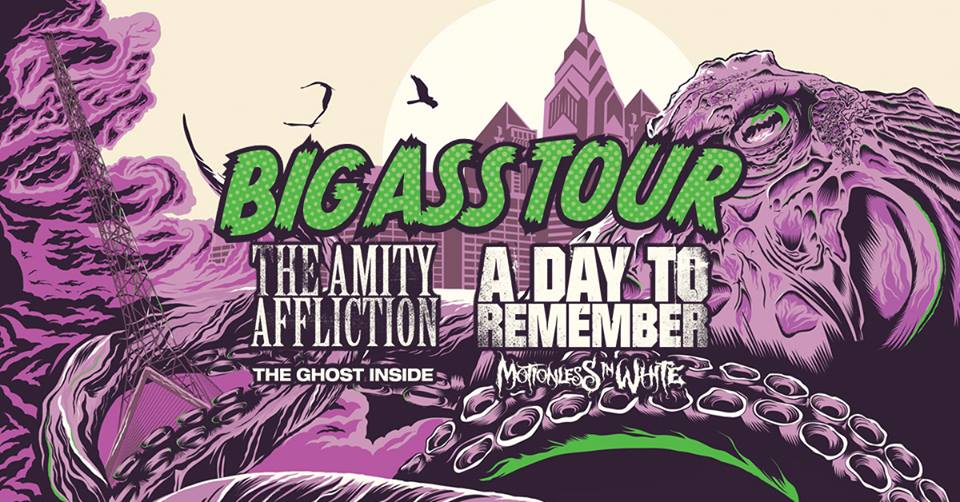 BIG ASS TOUR
THE AMITY
AFFLICTION
THE GHOST INSIDE
A DAY TO
REMEMBER
MOTIONLESS IN WHITE